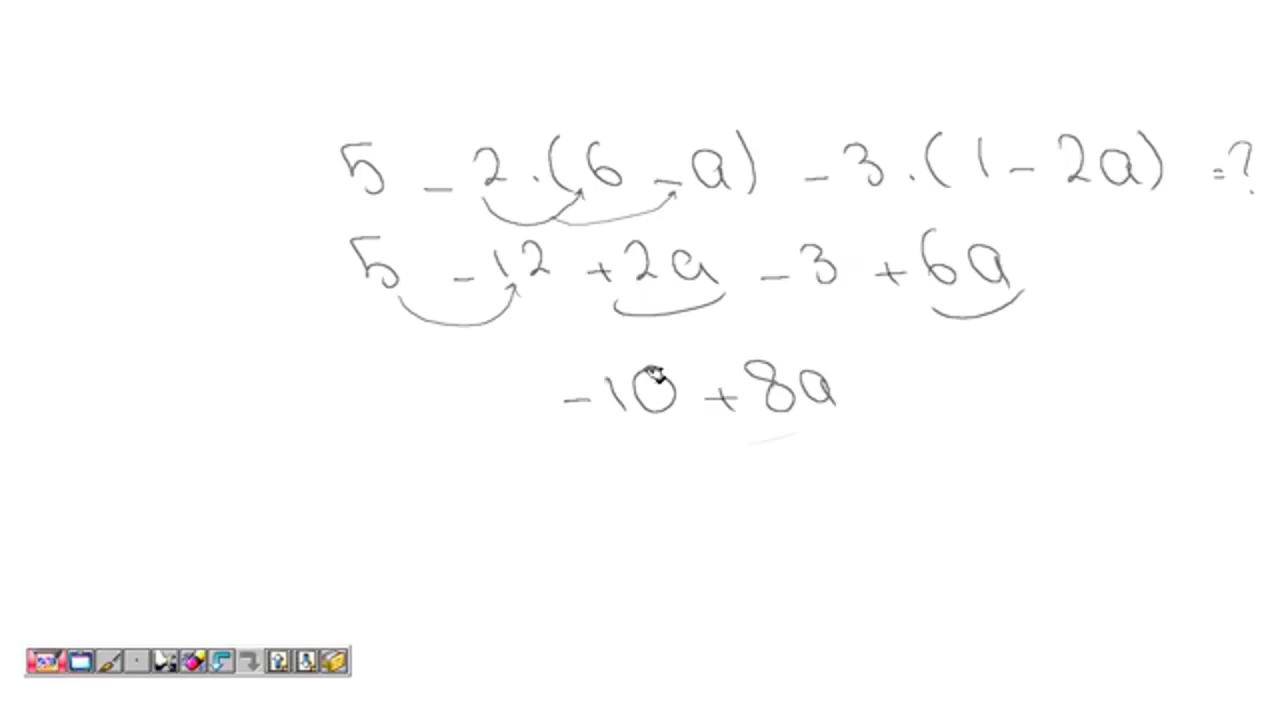 5 - 2.(6 - a) - 3.(1 - 2a) = ?
5 - 12 + 2a - 3 + 6a
- 10 + 8a